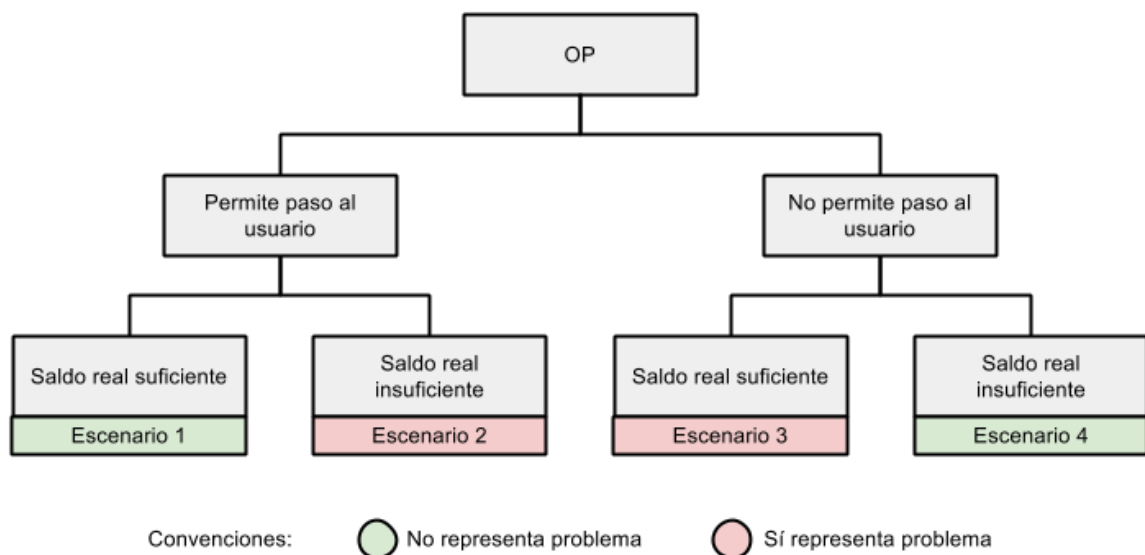 OP
Permite paso al
usuario
No permite paso al
usuario
Saldo real suficiente
Saldo real
insuficiente
Saldo real suficiente
Saldo real
insuficiente
Escenario 1
Escenario 2
Escenario 3
Escenario 4
Convenciones:
No representa problema
Sí representa problema